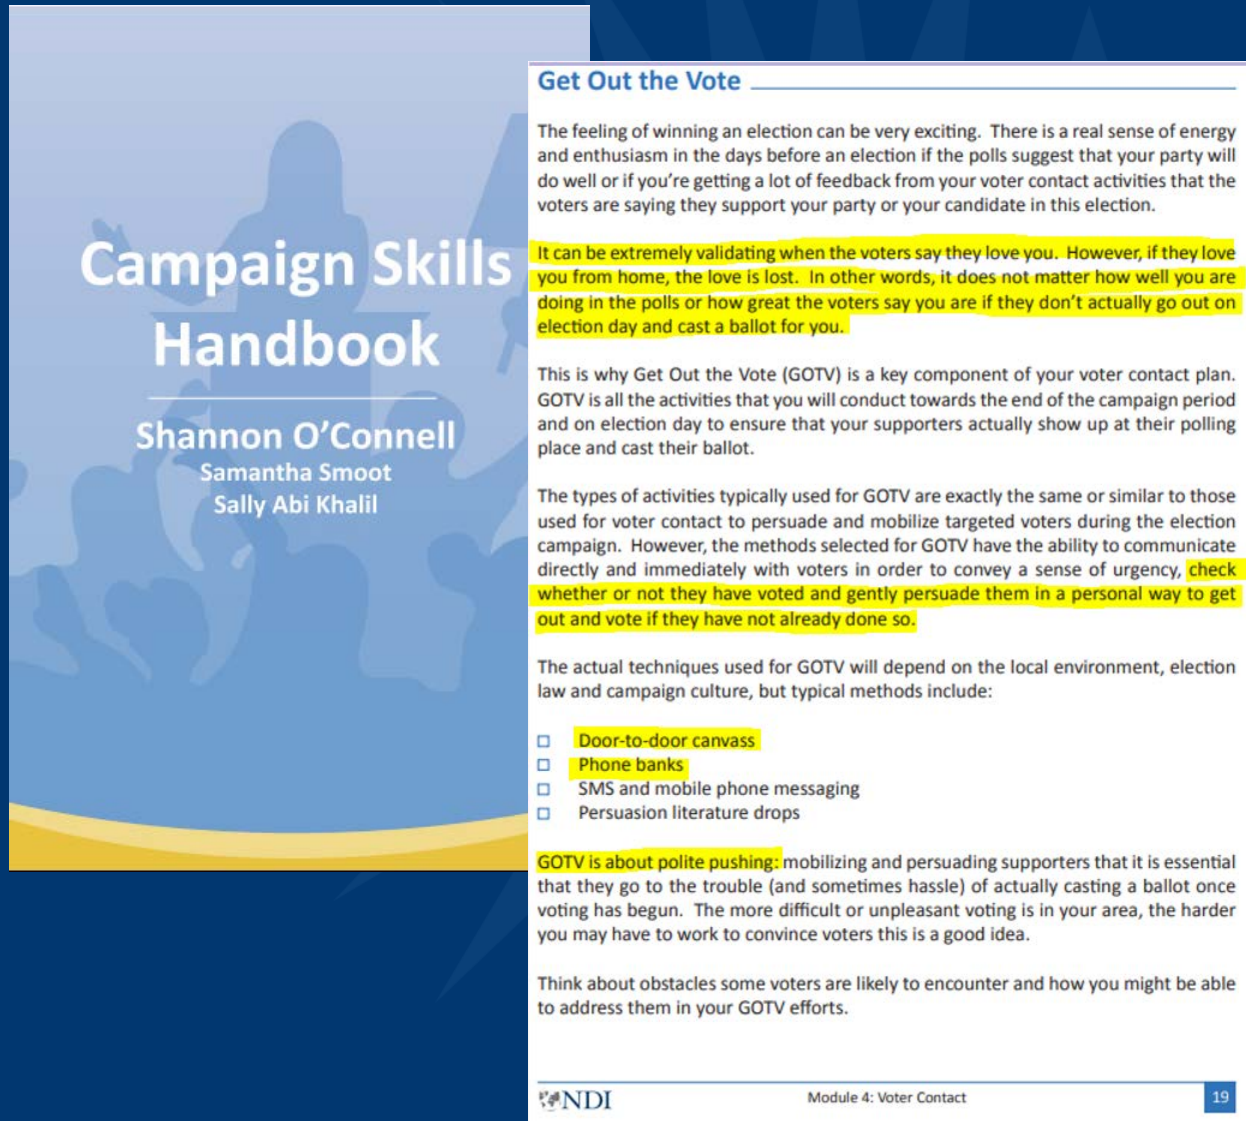 Campaign Skills
Handbook
Shannon O’Connell
Samantha Smoot
Sally Abi Khalil
Get Out the Vote
The feeling of winning an election can be very exciting. There is a real sense of energy
and enthusiasm in the days before an election if the polls suggest that your party will
do well or if you’re getting a lot of feedback from your voter contact activities that the
voters are saying they support your party or your candidate in this election.
It can be extremely validating when the voters say they love you. However, if they love
you from home, the love is lost. In other words, it does not matter how well you are
doing in the polls or how great the voters say you are if they don’t actually go out on
election day and cast a ballot for you.
This is why Get Out the Vote (GOTV) is a key component of your voter contact plan.
GOTV is all the activities that you will conduct towards the end of the campaign period
and on election day to ensure that your supporters actually show up at their polling
place and cast their ballot.
The types of activities typically used for GOTV are exactly the same or similar to those
used for voter contact to persuade and mobilize targeted voters during the election
campaign. However, the methods selected for GOTV have the ability to communicate
directly and immediately with voters in order to convey a sense of urgency, check
whether or not they have voted and gently persuade them in a personal way to get
out and vote if they have not already done so.
The actual techniques used for GOTV will depend on the local environment, election
law and campaign culture, but typical methods include:
Door-to-door canvass
Phone banks
SMS and mobile phone messaging
Persuasion literature drops
GOTV is about polite pushing: mobilizing and persuading supporters that it is essential
that they go to the trouble (and sometimes hassle) of actually casting a ballot once
voting has begun. The more difficult or unpleasant voting is in your area, the harder
you may have to work to convince voters this is a good idea.
Think about obstacles some voters are likely to encounter and how you might be able
to address them in your GOTV efforts.
NDI
Module 4: Voter Contact
19